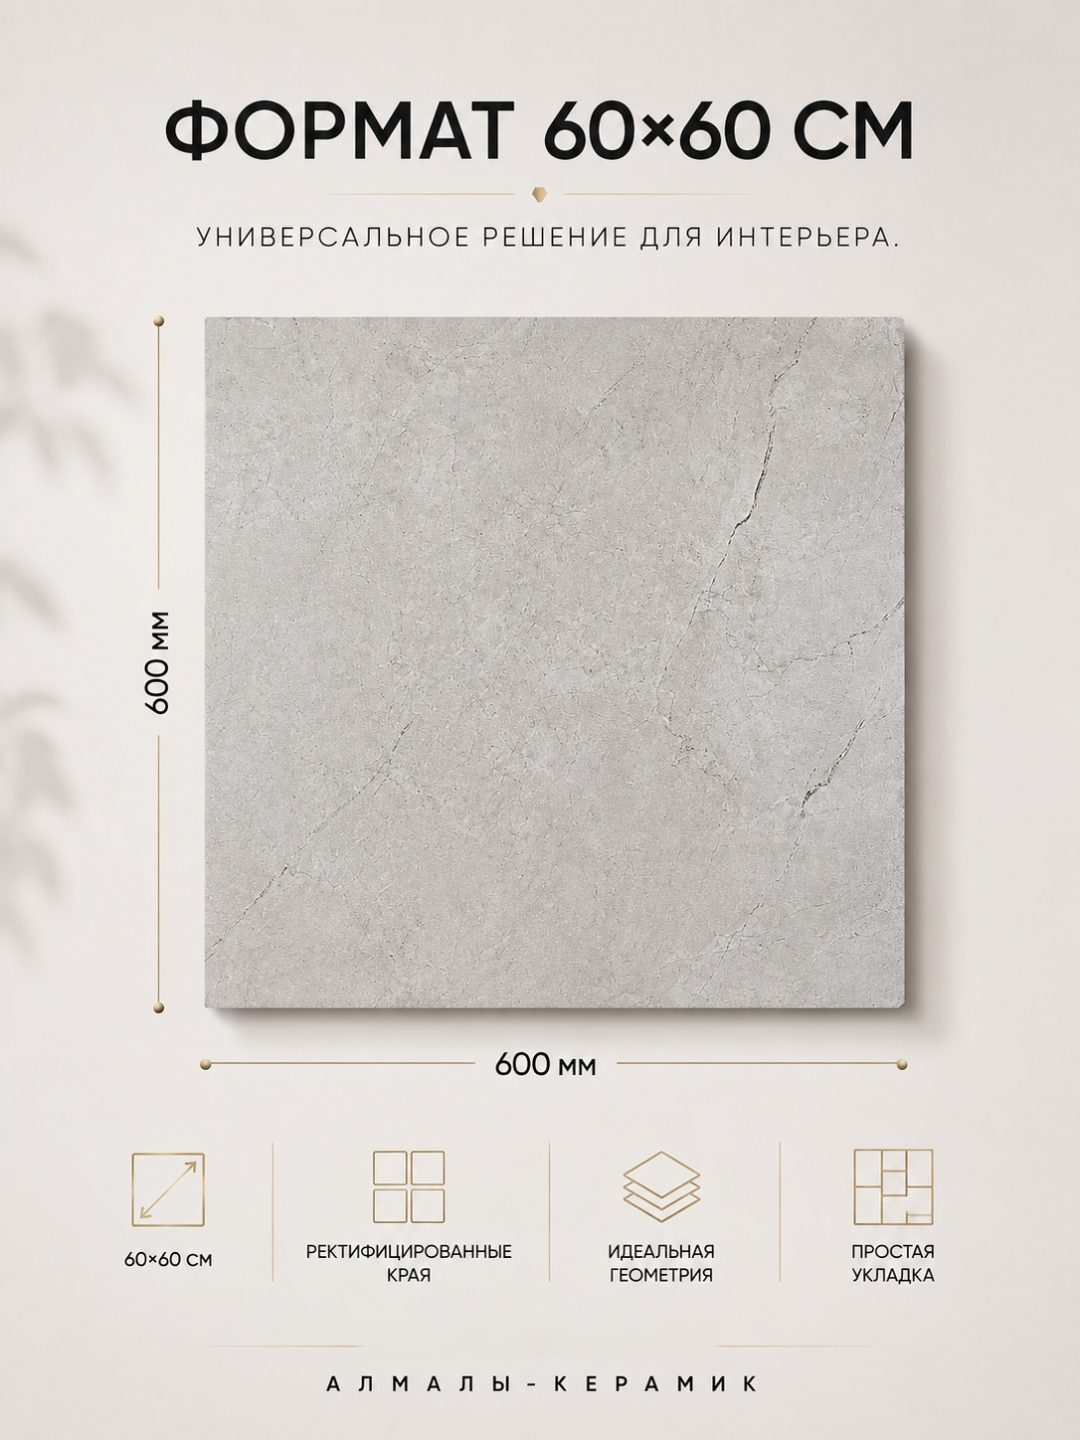 ФОРМАТ 60×60 СМ
УНИВЕРСАЛЬНОЕ РЕШЕНИЕ ДЛЯ ИНТЕРЬЕРА.
600 мм
600 мм
60×60 СМ
РЕКТИФИЦИРОВАННЫЕ
КРАЯ
ИДЕАЛЬНАЯ
ГЕОМЕТРИЯ
ПРОСТАЯ
УКЛАДКА
АЛМАЛЫ-КЕРАМИК